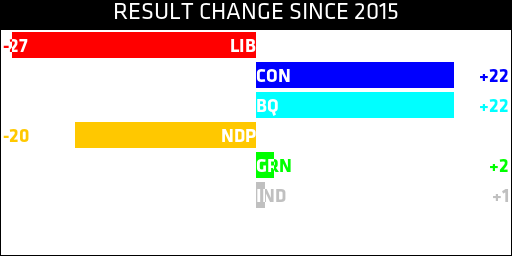 RESULT CHANGE SINCE 2015
-27 LIB
CON +22
BQ +22
-20 NDP
GRN +2
IND +1